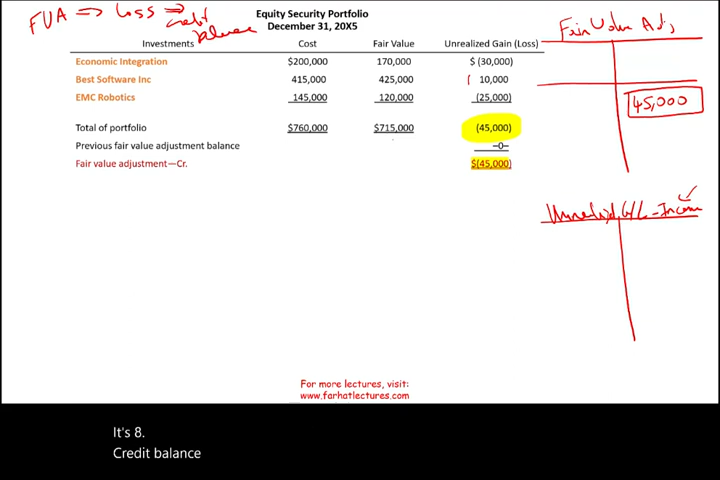 FVA => Loss => credit balance
Equity Security Portfolio
December 31, 20X5
Investments Cost Fair Value Unrealized Gain (Loss)
Economic Integration $200,000 170,000 $ (30,000)
Best Software Inc 415,000 425,000 10,000
EMC Robotics 145,000 120,000 (25,000)
Total of portfolio $760,000 $715,000 (45,000)
Previous fair value adjustment balance –0–
Fair value adjustment—Cr. $(45,000)
Fair Value Adj
45,000
Unrealized G/L - Income
For more lectures, visit:
www.farhatlectures.com
It's 8.
Credit balance